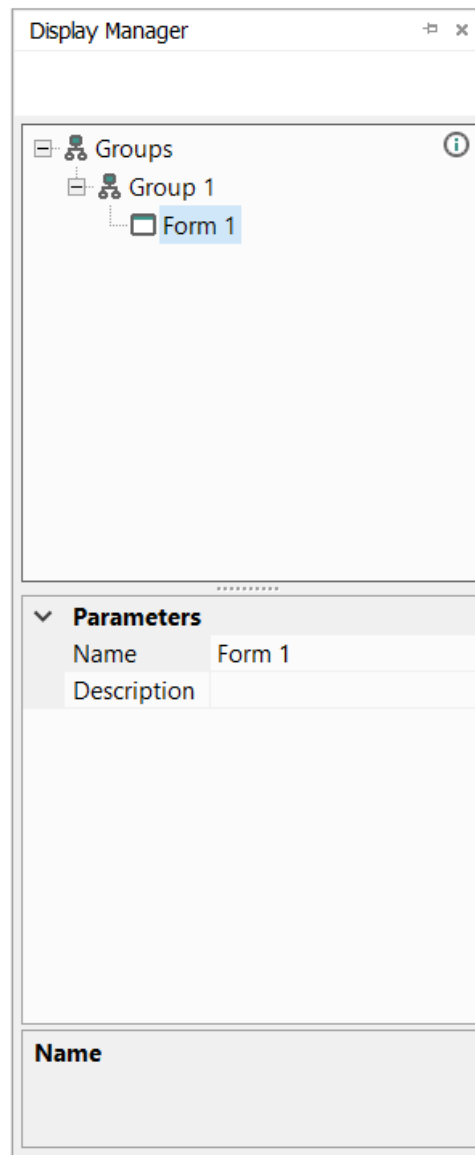 Display Manager
Groups
Group 1
Form 1
Parameters
Name Form 1
Description
Name